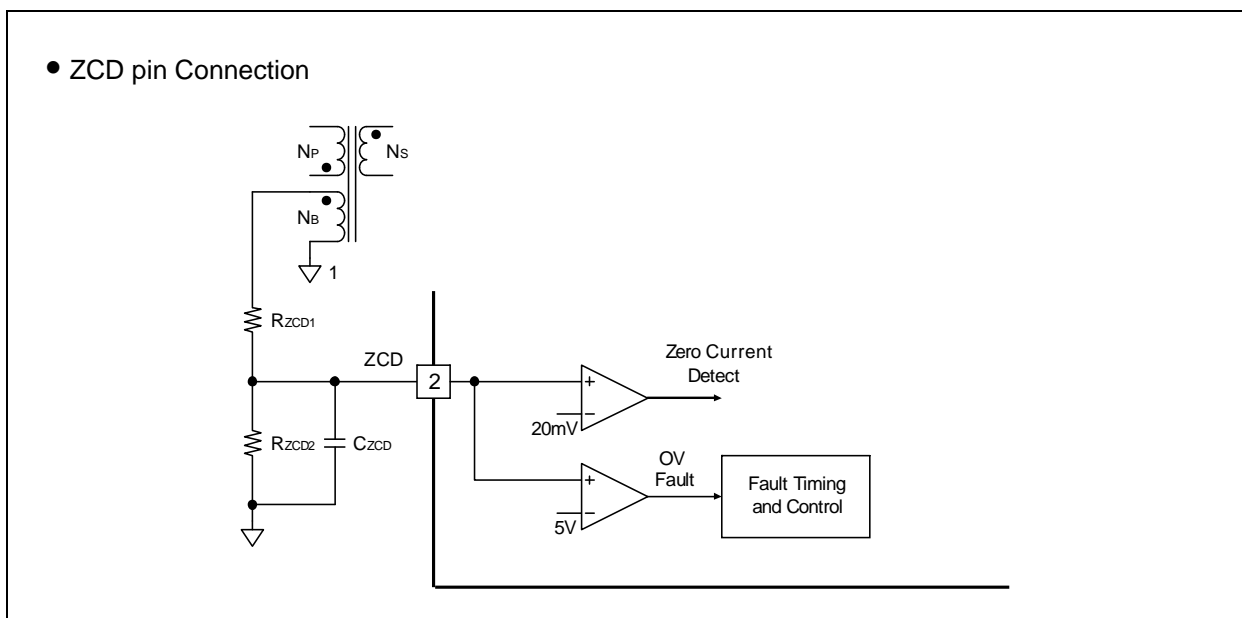 ● ZCD pin Connection
NP
NS
NB
1
RZCD1
ZCD
2
Zero Current
Detect
+
−
20mV
RZCD2
CZCD
OV
Fault
+
−
5V
Fault Timing
and Control